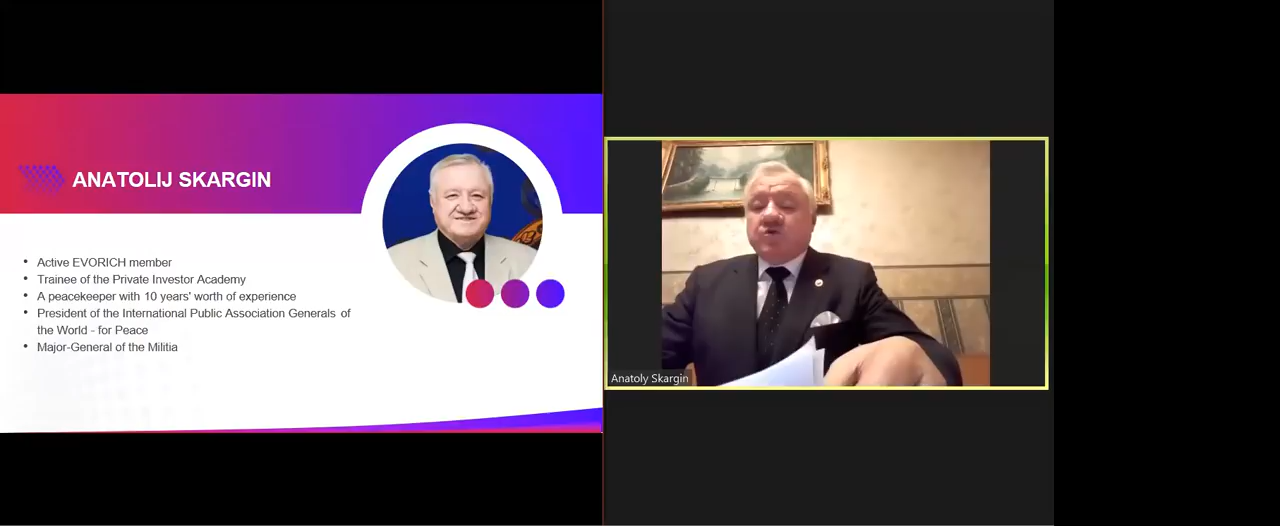 ANATOLIJ SKARGIN
• Active EVORICH member
• Trainee of the Private Investor Academy
• A peacekeeper with 10 years' worth of experience
• President of the International Public Association Generals of
the World - for Peace
• Major-General of the Militia
Anatoly Skargin